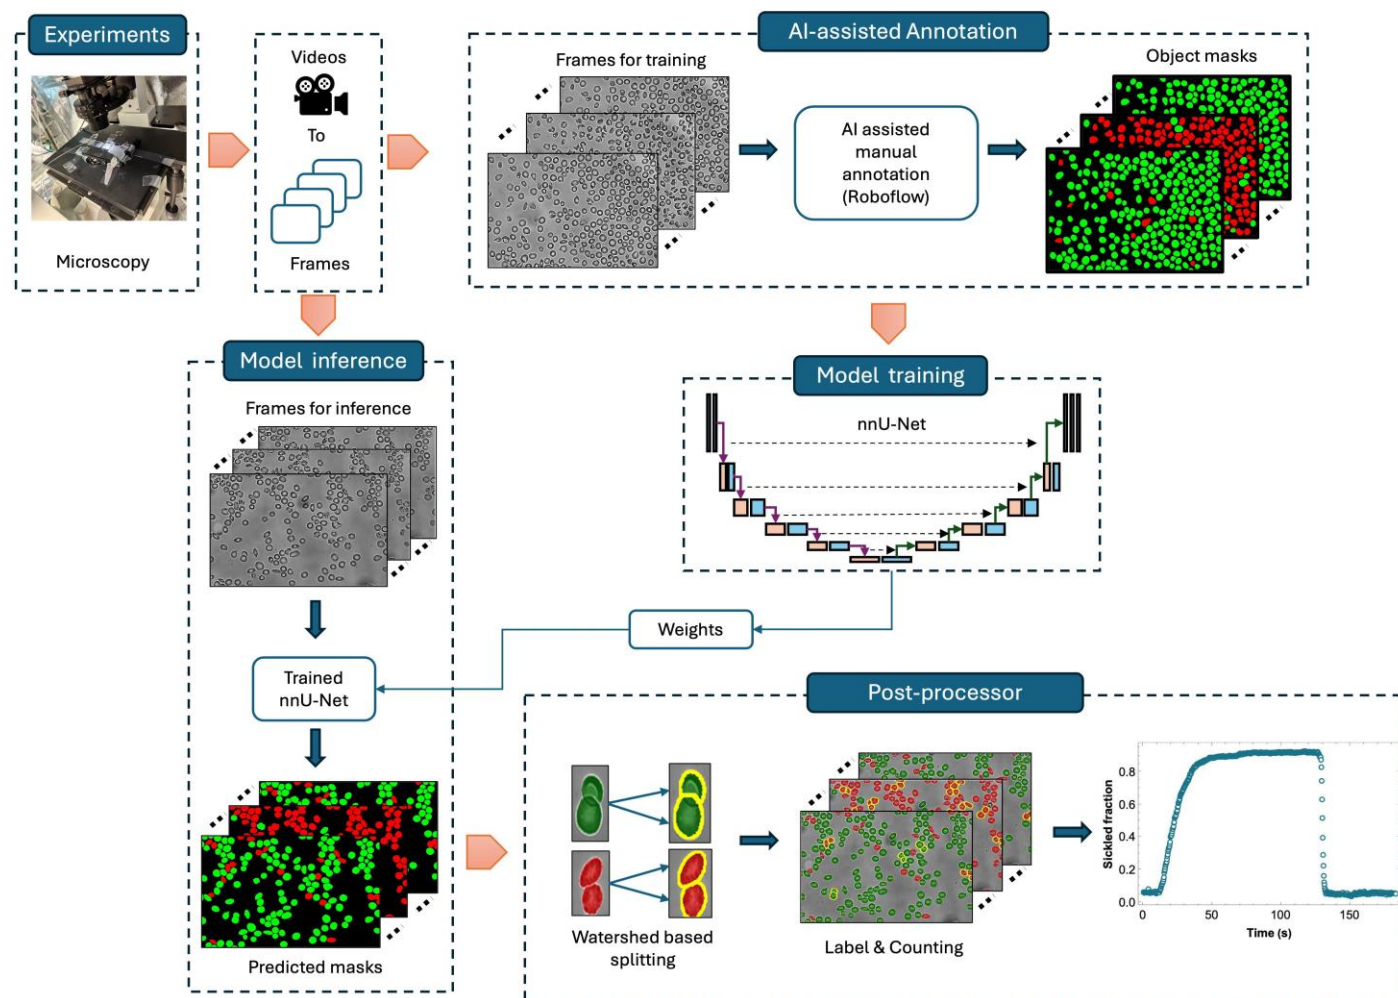 Experiments
Microscopy
Videos
To
Frames
AI-assisted Annotation
Frames for training
AI assisted
manual
annotation
(Roboflow)
Object masks
Model inference
Frames for inference
Trained
nnU-Net
Predicted masks
Model training
nnU-Net
Weights
Post-processor
Watershed based
splitting
Label & Counting
Sickled fraction
0.8
0.6
0.4
0.2
0.0
0
50
100
150
Time (s)